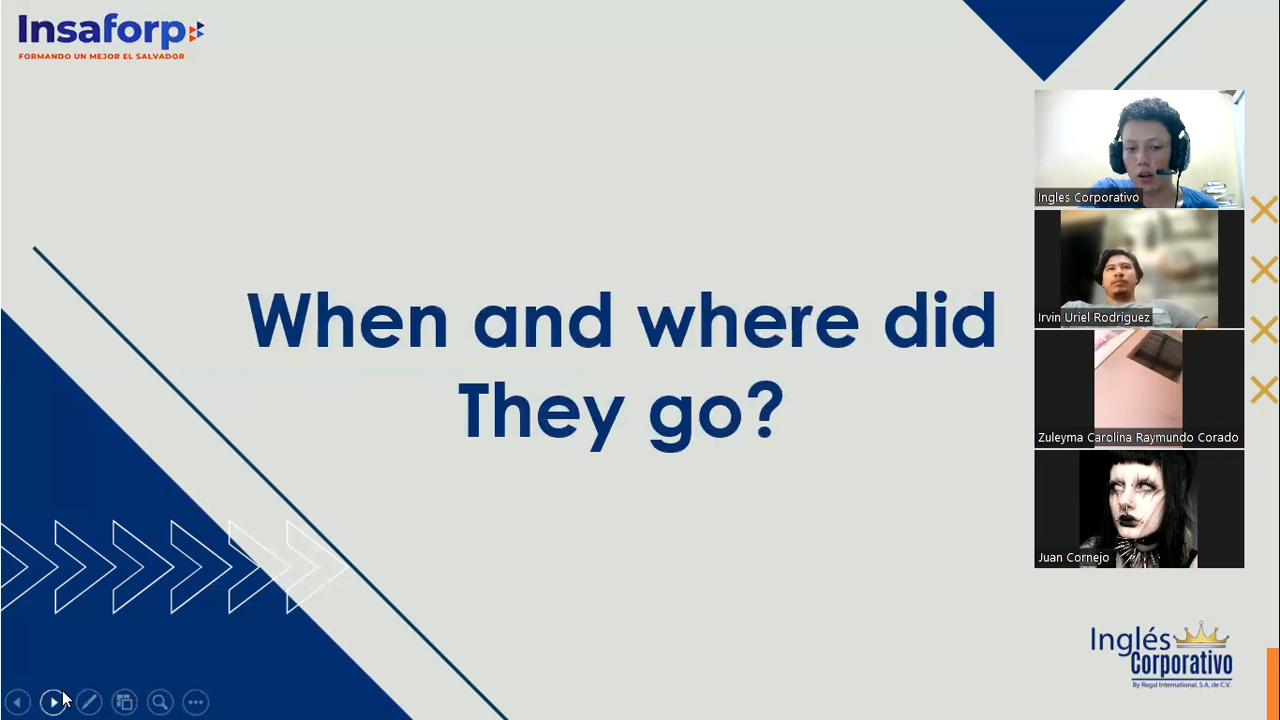 Insaforp
FORMANDO UN MEJOR EL SALVADOR
When and where did
They go?
Ingles Corporativo
Irvin Uriel Rodriguez
Zuleyma Carolina Raymundo Corado
Juan Cornejo
Inglés
Corporativo
By Regal International, S.A. de C.V.